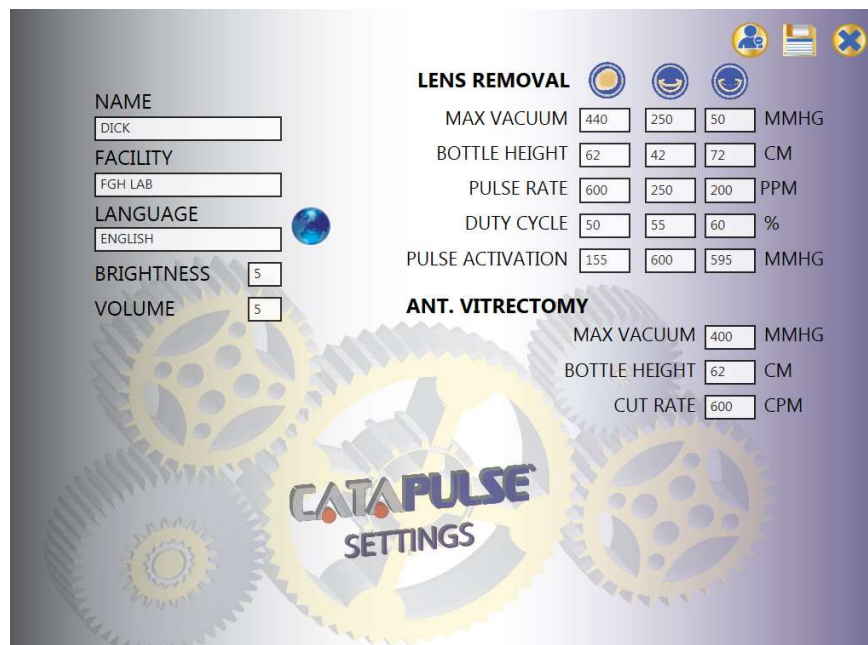 NAME
DICK
FACILITY
FGH LAB
LANGUAGE
ENGLISH
BRIGHTNESS 5
VOLUME 5
LENS REMOVAL
MAX VACUUM 440 250 50 MMHG
BOTTLE HEIGHT 62 42 72 CM
PULSE RATE 600 250 200 PPM
DUTY CYCLE 50 55 60 %
PULSE ACTIVATION 155 600 595 MMHG
ANT. VITRECTOMY
MAX VACUUM 400 MMHG
BOTTLE HEIGHT 62 CM
CUT RATE 600 CPM
CATAPULSE
SETTINGS